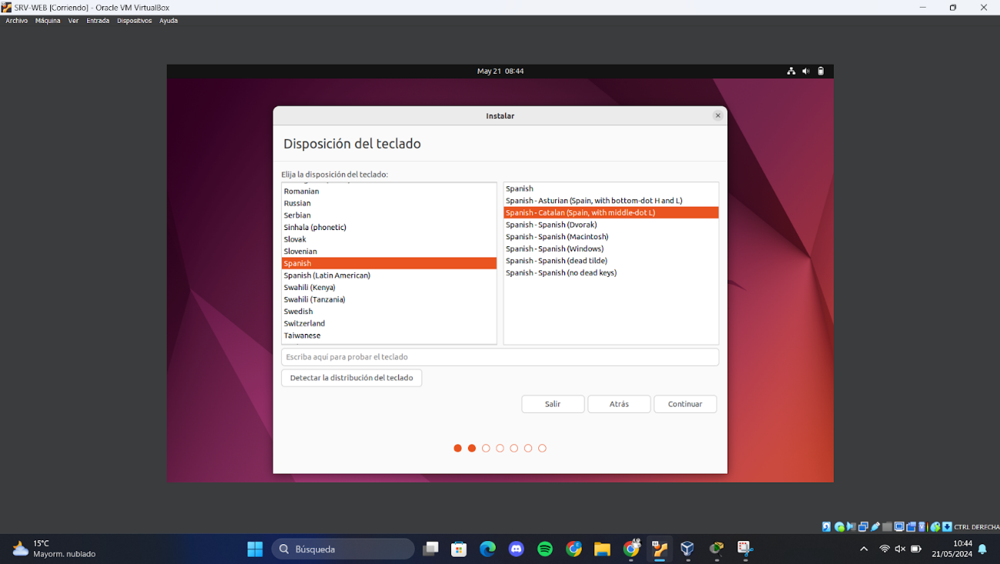 SRV-WEB [Corriendo] - Oracle VM VirtualBox
Archivo Máquina Ver Entrada Dispositivos Ayuda
May 21 08:44
Instalar
Disposición del teclado
Elija la disposición del teclado:
Romanian
Russian
Serbian
Sinhala (phonetic)
Slovak
Slovenian
Spanish
Spanish (Latin American)
Swahili (Kenya)
Swahili (Tanzania)
Swedish
Switzerland
Taiwanese
Spanish
Spanish - Asturian (Spain, with bottom-dot H and L)
Spanish - Catalan (Spain, with middle-dot L)
Spanish - Spanish (Dvorak)
Spanish - Spanish (Macintosh)
Spanish - Spanish (Windows)
Spanish - Spanish (dead tilde)
Spanish - Spanish (no dead keys)
Escriba aquí para probar el teclado
Detectar la distribución del teclado
Salir Atrás Continuar
CTRL DERECHA
15°C
Mayorm. nublado
Búsqueda
10:44
21/05/2024